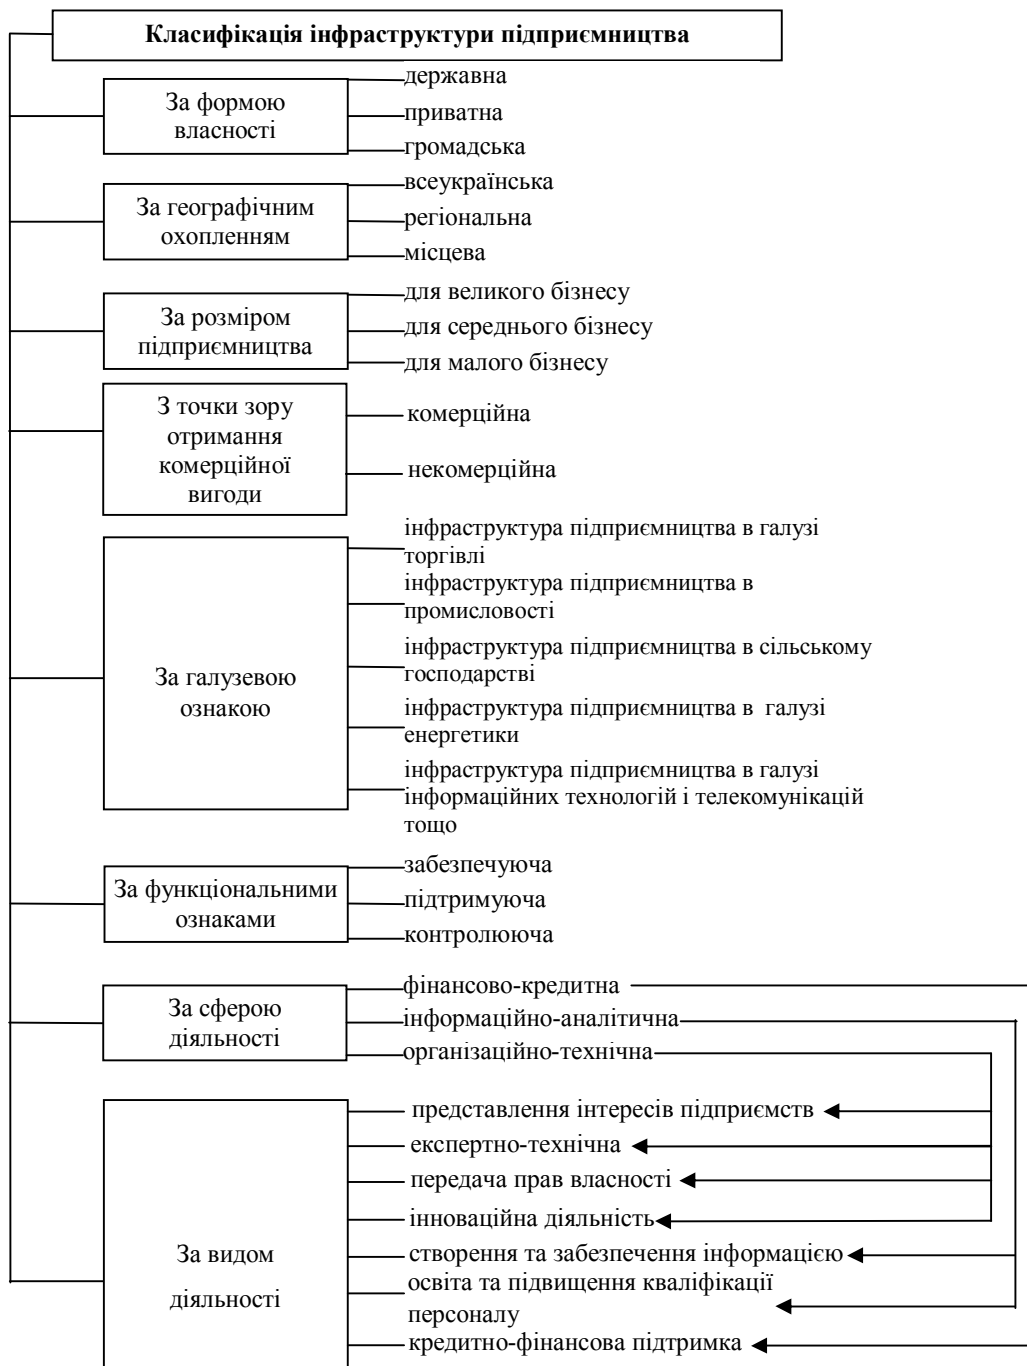 Класифікація інфраструктури підприємництва
За формою
власності
державна
приватна
громадська
За географічним
охопленням
всеукраїнська
регіональна
місцева
За розміром
підприємництва
для великого бізнесу
для середнього бізнесу
для малого бізнесу
З точки зору
отримання
комерційної
вигоди
комерційна
некомерційна
За галузевою
ознакою
інфраструктура підприємництва в галузі
торгівлі
інфраструктура підприємництва в
промисловості
інфраструктура підприємництва в сільському
господарстві
інфраструктура підприємництва в галузі
енергетики
інфраструктура підприємництва в галузі
інформаційних технологій і телекомунікацій
тощо
За функціональними
ознаками
забезпечуюча
підтримуюча
контролююча
За сферою
діяльності
фінансово-кредитна
інформаційно-аналітична
організаційно-технічна
За видом
діяльності
представлення інтересів підприємств
експертно-технічна
передача прав власності
інноваційна діяльність
створення та забезпечення інформацією
освіта та підвищення кваліфікації
персоналу
кредитно-фінансова підтримка